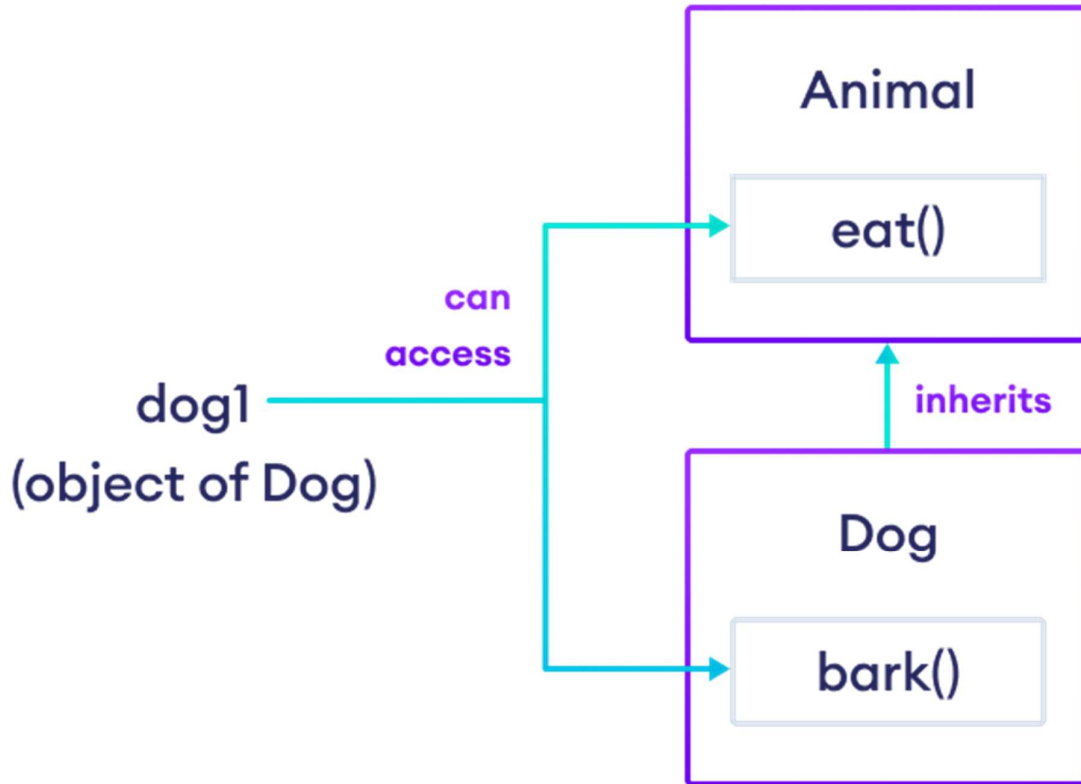 Animal
eat()
can
access
dog1
(object of Dog)
inherits
Dog
bark()